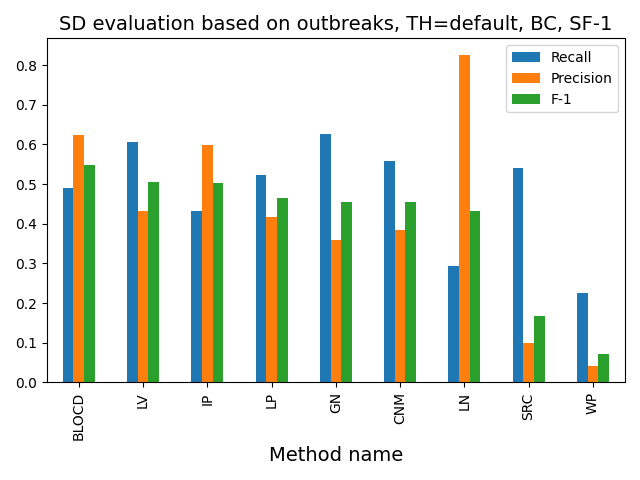 SD evaluation based on outbreaks, TH=default, BC, SF-1
Recall
Precision
F-1
0.8
0.7
0.6
0.5
0.4
0.3
0.2
0.1
0.0
BLOCD
LV
IP
LP
GN
CNM
LN
SRC
WP
Method name